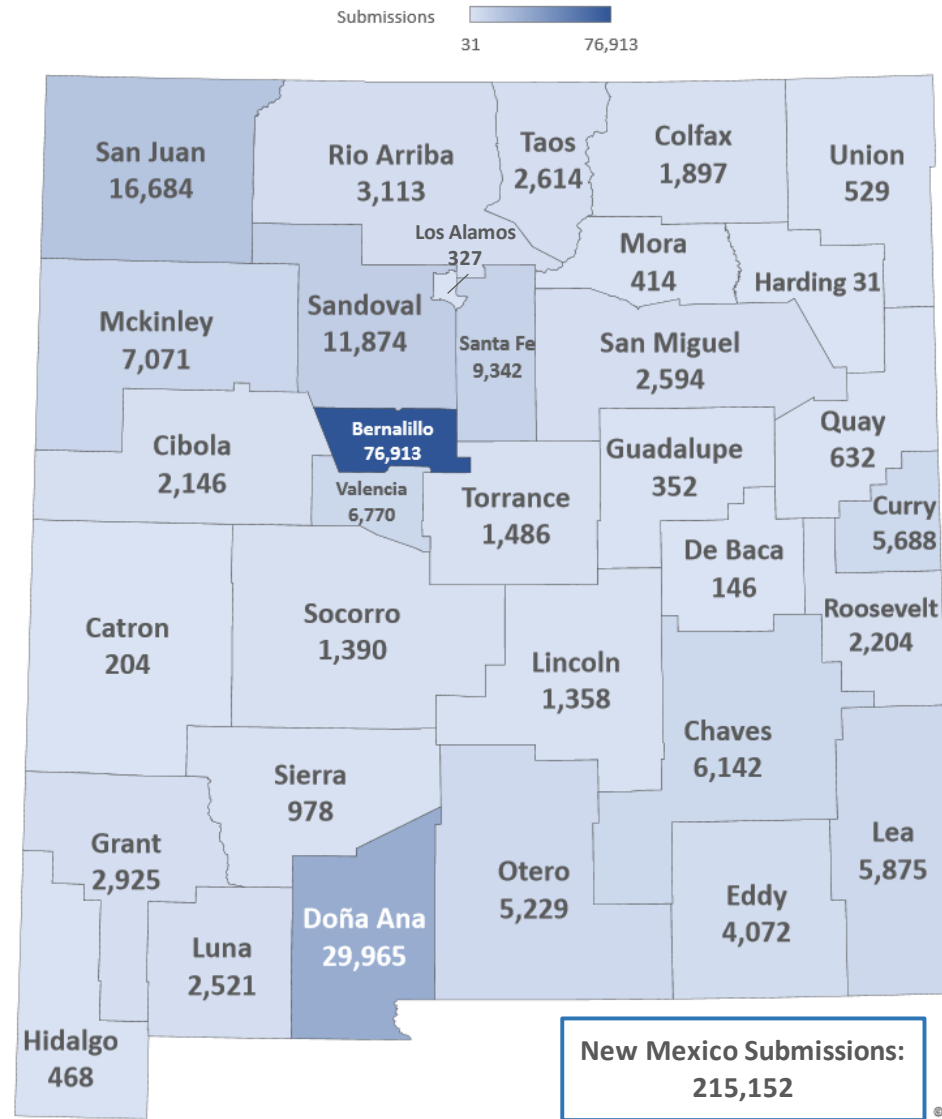 Submissions
31
76,913
San Juan
16,684
Rio Arriba
3,113
Taos
2,614
Colfax
1,897
Union
529
Los Alamos
327
Mora
414
Harding 31
Mckinley
7,071
Sandoval
11,874
Santa Fe
9,342
San Miguel
2,594
Cibola
2,146
Bernalillo
76,913
Valencia
6,770
Torrance
1,486
Guadalupe
352
Quay
632
Curry
5,688
De Baca
146
Roosevelt
2,204
Catron
204
Socorro
1,390
Lincoln
1,358
Chaves
6,142
Sierra
978
Grant
2,925
Luna
2,521
Doña Ana
29,965
Otero
5,229
Eddy
4,072
Lea
5,875
Hidalgo
468
New Mexico Submissions:
215,152
©